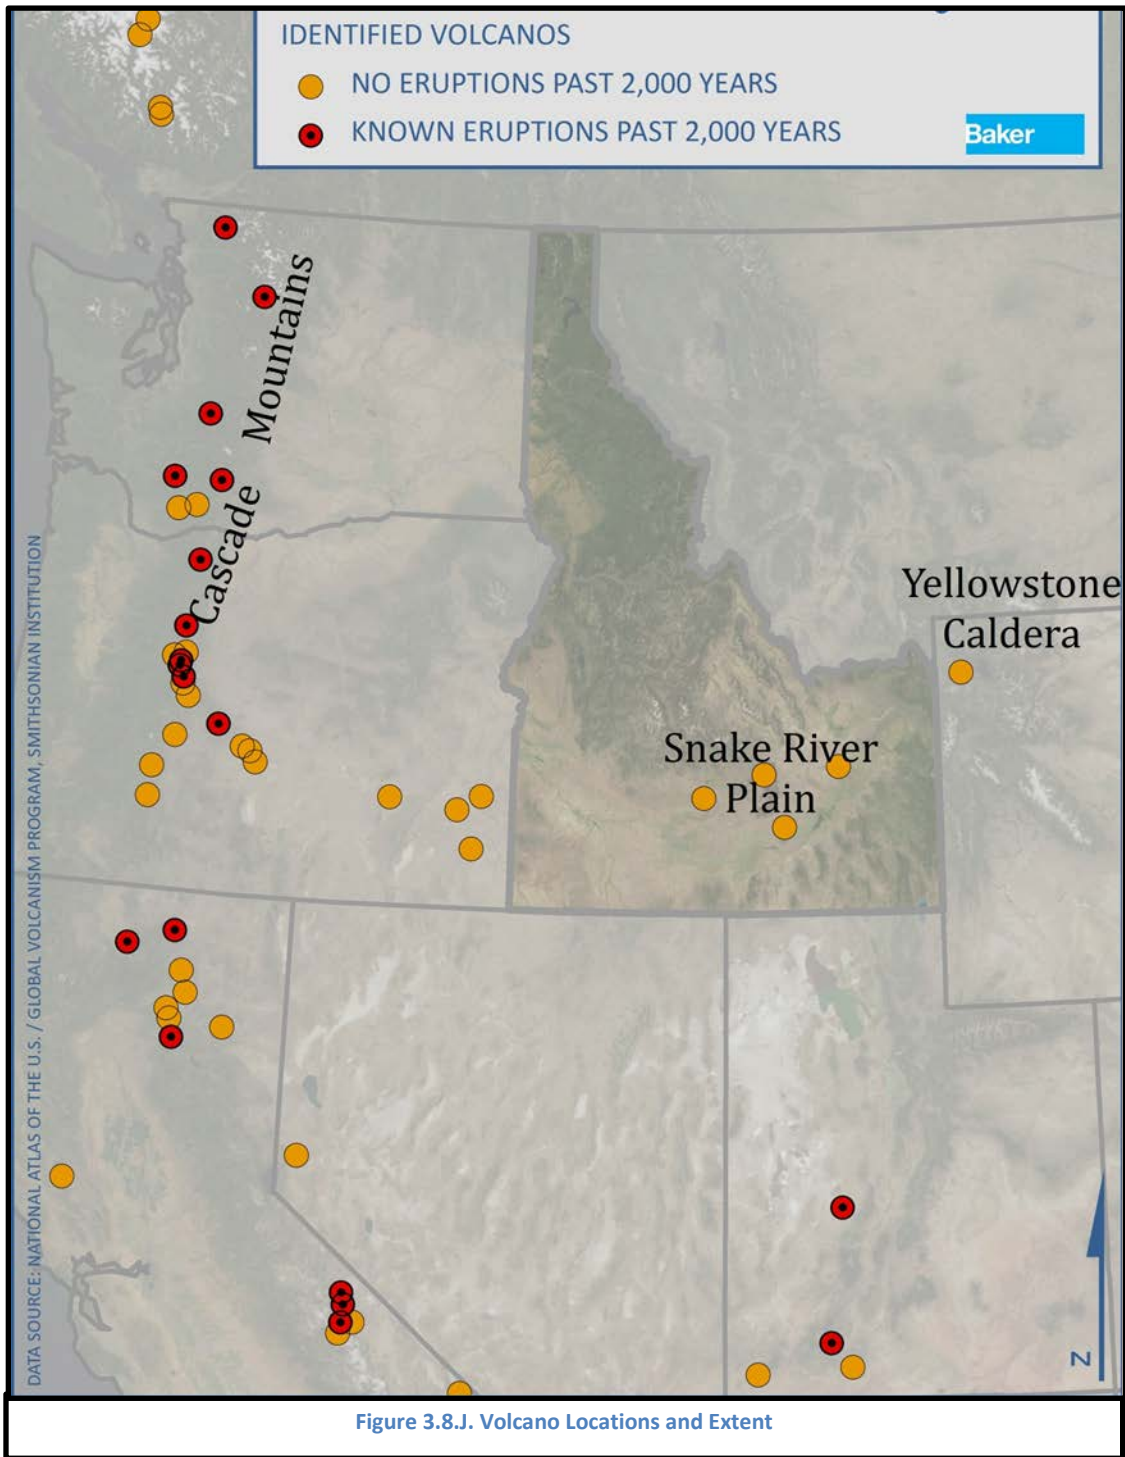 IDENTIFIED VOLCANOS
NO ERUPTIONS PAST 2,000 YEARS
KNOWN ERUPTIONS PAST 2,000 YEARS
Baker
Cascade Mountains
Yellowstone
Caldera
Snake River
Plain
DATA SOURCE: NATIONAL ATLAS OF THE U.S. / GLOBAL VOLCANISM PROGRAM, SMITHSONIAN INSTITUTION
N
Figure 3.8.J. Volcano Locations and Extent